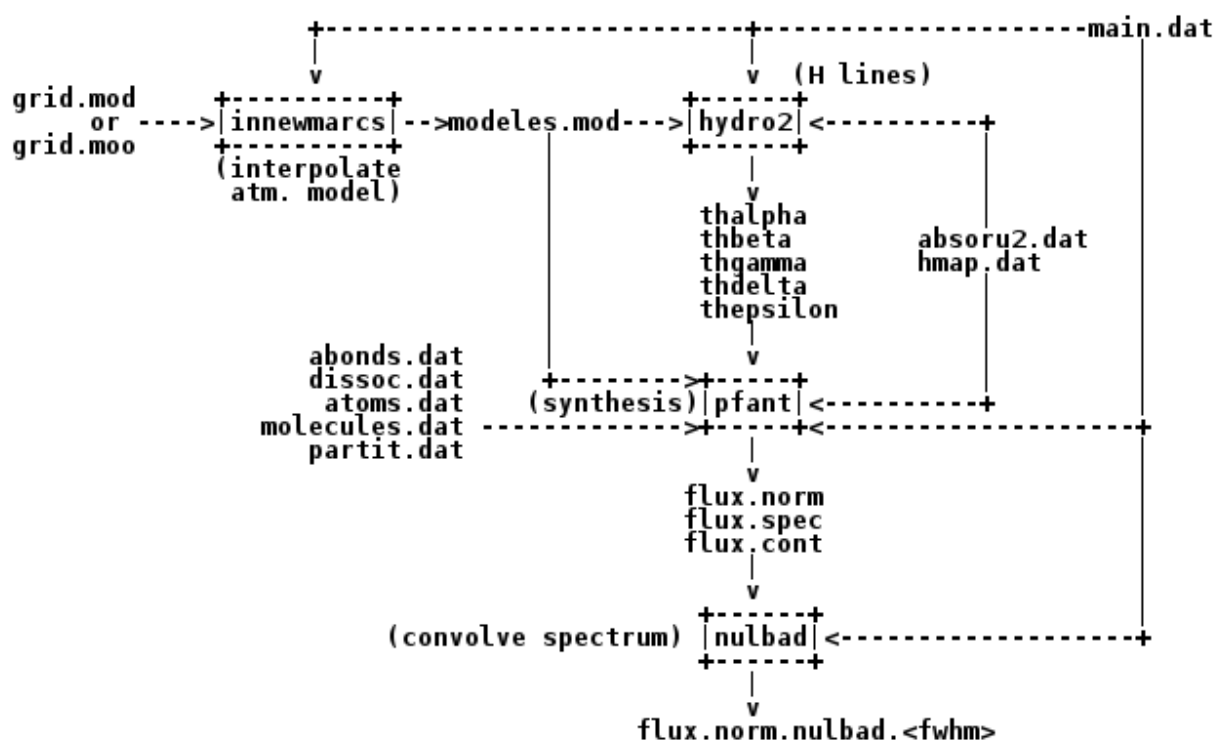 +---------------------------+---------------------main.dat
(H lines)
grid.mod
or ---->|innewmarcs|-->modeles.mod--->|hydro2|<----------+
grid.moo
(interpolate
atm. model)
thalpha
thbeta
thgamma
thdelta
thepsilon
absoru2.dat
hmap.dat
abonds.dat
dissoc.dat
atoms.dat
molecules.dat
partit.dat
(synthesis)|pfant|<----------+
flux.norm
flux.spec
flux.cont
(convolve spectrum) |nulbad|<-------------------+
flux.norm.nulbad.<fwhm>